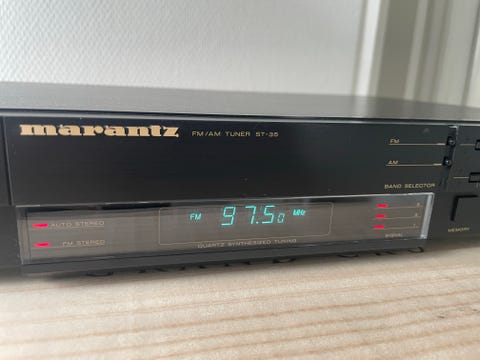 marantz FM/AM TUNER ST-35
FM
AM
BAND SELECTOR
AUTO STEREO
FM STEREO
FM 97.50 MHz
QUARTZ SYNTHESIZED TUNING
SIGNAL
MEMORY